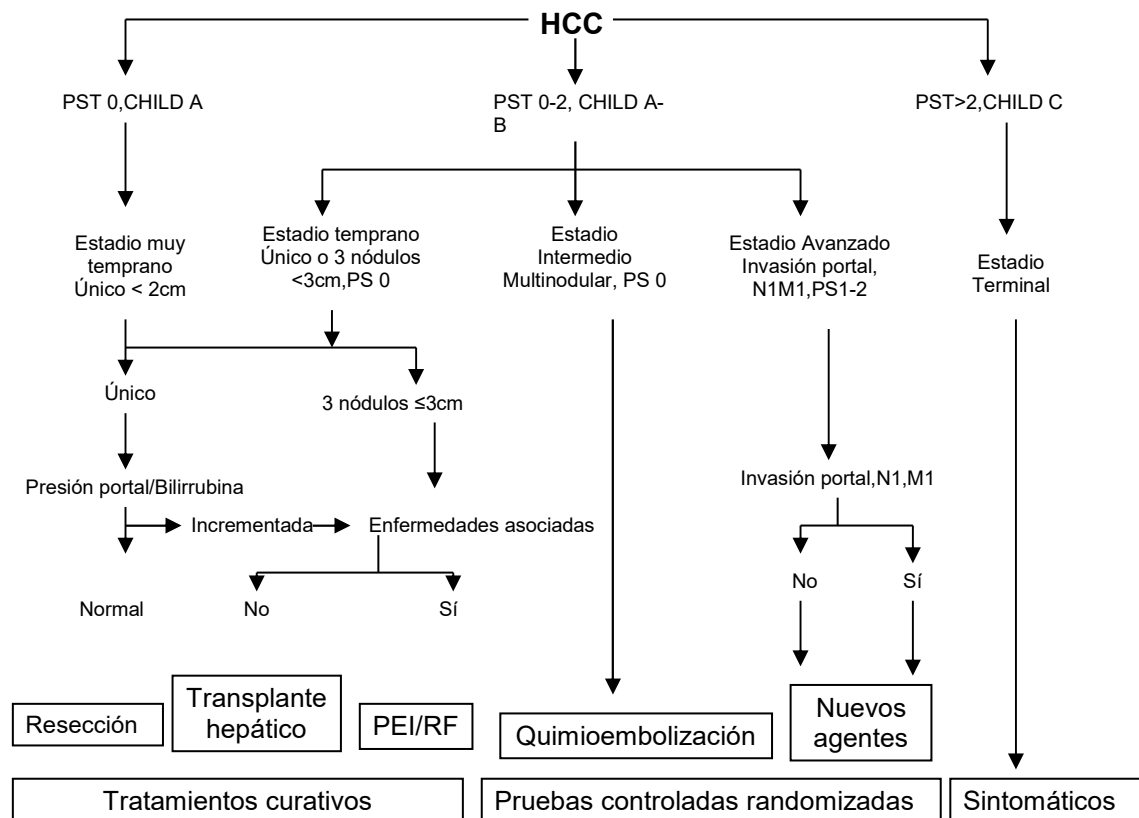 HCC
PST 0,CHILD A
PST 0-2, CHILD A-
B
PST>2,CHILD C
Estadio muy
temprano
Único < 2cm
Estadio temprano
Único o 3 nódulos
<3cm,PS 0
Estadio
Intermedio
Multinodular, PS 0
Estadio Avanzado
Invasión portal,
N1M1,PS1-2
Estadio
Terminal
Único
3 nódulos ≤3cm
Presión portal/Bilirrubina
Invasión portal,N1,M1
Incrementada
Enfermedades asociadas
Normal
No
Sí
No
Sí
Resección
Transplante
hepático
PEI/RF
Quimioembolización
Nuevos
agentes
Tratamientos curativos
Pruebas controladas randomizadas
Sintomáticos